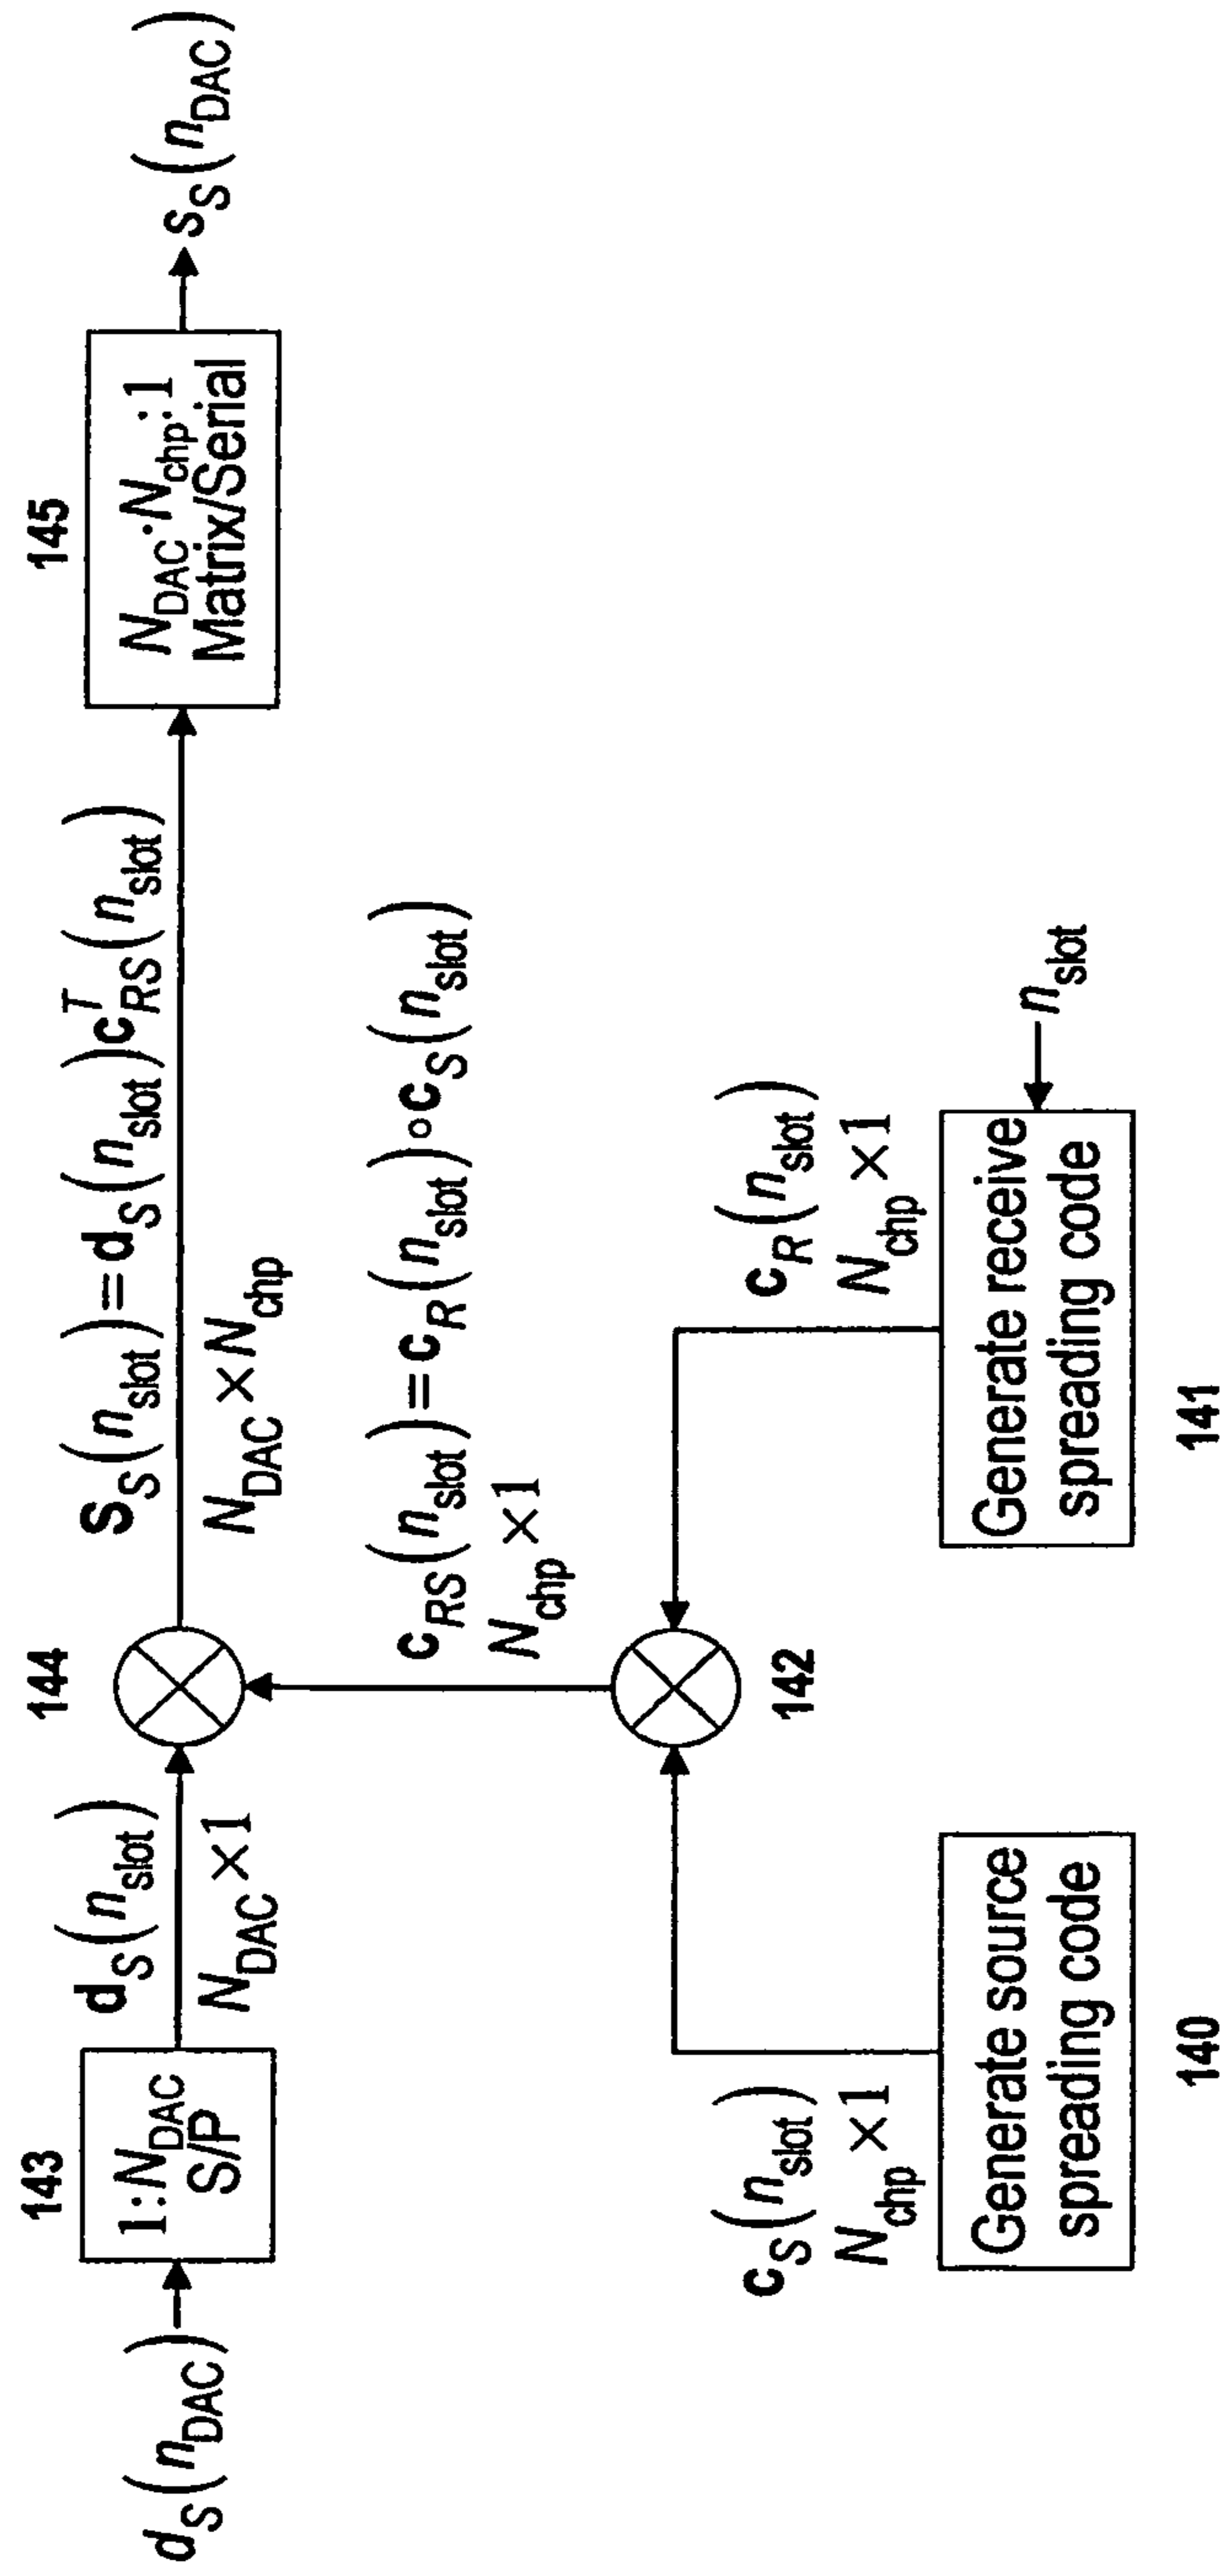 143
144
145
d_S(n_DAC)
1:N_DAC
S/P
d_S(n_slot)
N_DAC×1
S_S(n_slot)=d_S(n_slot)c_RS^T(n_slot)
N_DAC×N_chp
N_DAC·N_chp:1
Matrix/Serial
s_S(n_DAC)
c_RS(n_slot)=c_R(n_slot)∘c_S(n_slot)
N_chp×1
142
c_S(n_slot)
N_chp×1
c_R(n_slot)
N_chp×1
Generate source
spreading code
140
Generate receive
spreading code
141
n_slot